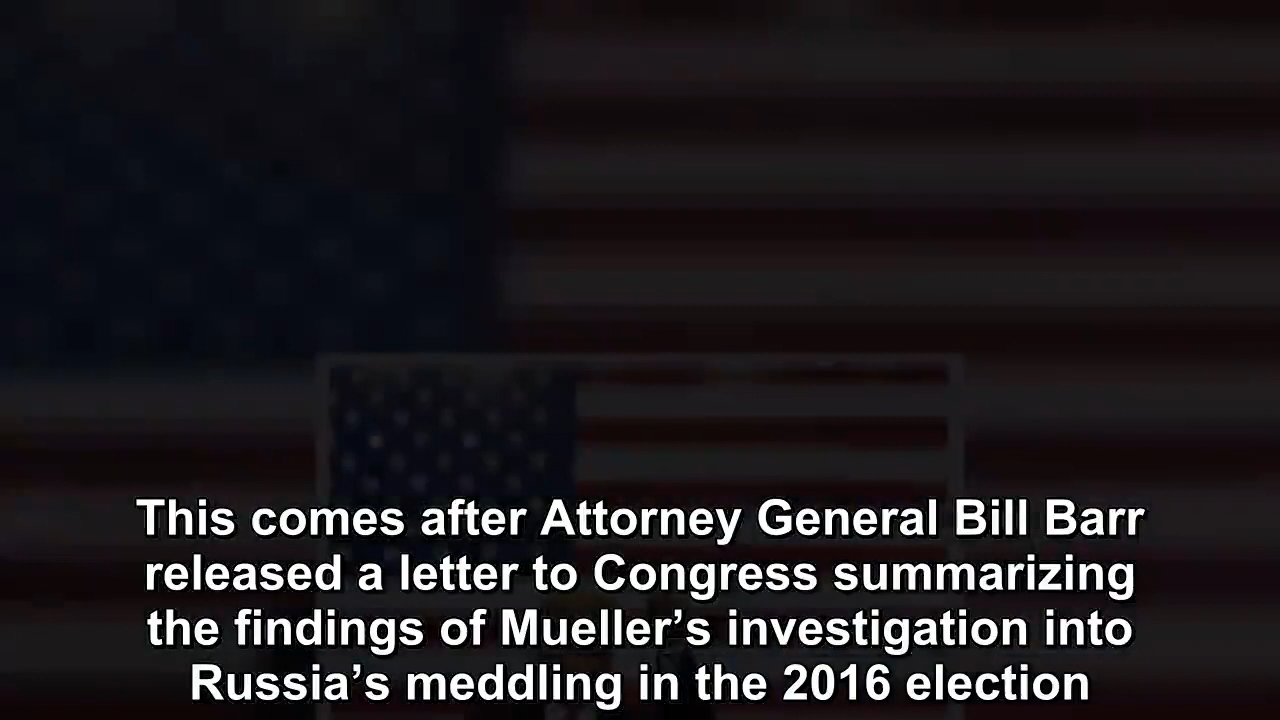 This comes after Attorney General Bill Barr
released a letter to Congress summarizing
the findings of Mueller’s investigation into
Russia’s meddling in the 2016 election